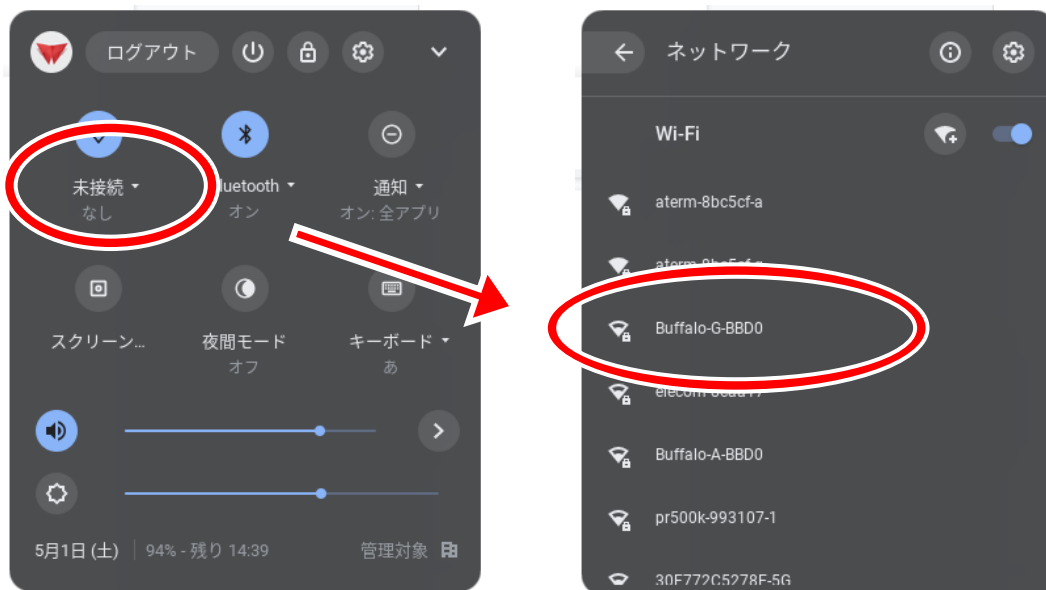 ログアウト
未接続
なし
luetooth
オン
通知
オン: 全アプリ
スクリーン...
夜間モード
オフ
キーボード
あ
5月1日 (土)
94% - 残り 14:39
管理対象
ネットワーク
Wi-Fi
aterm-8bc5cf-a
Buffalo-G-BBD0
Buffalo-A-BBD0
pr500k-993107-1
30F772C5278F-5G